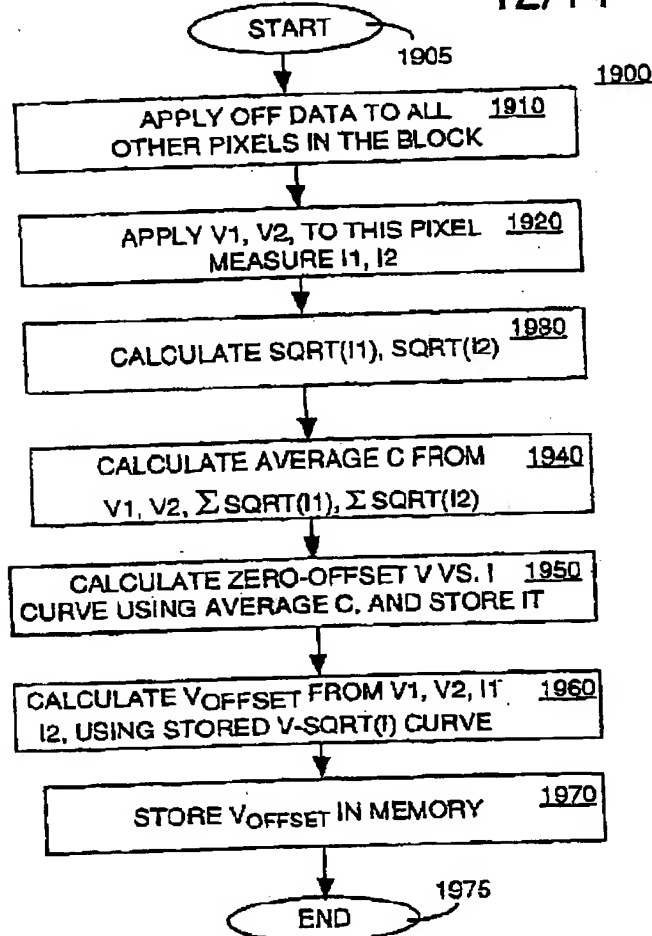 START
1905
1900
APPLY OFF DATA TO ALL 1910
OTHER PIXELS IN THE BLOCK
APPLY V1, V2, TO THIS PIXEL 1920
MEASURE I1, I2
1930
CALCULATE SQRT(I1), SQRT(I2)
CALCULATE AVERAGE C FROM 1940
V1, V2, Σ SQRT(I1), Σ SQRT(I2)
CALCULATE ZERO-OFFSET V VS. I 1950
CURVE USING AVERAGE C, AND STORE IT
CALCULATE VOFFSET FROM V1, V2, I1 1960
I2, USING STORED V-SQRT(I) CURVE
STORE VOFFSET IN MEMORY 1970
1975
END